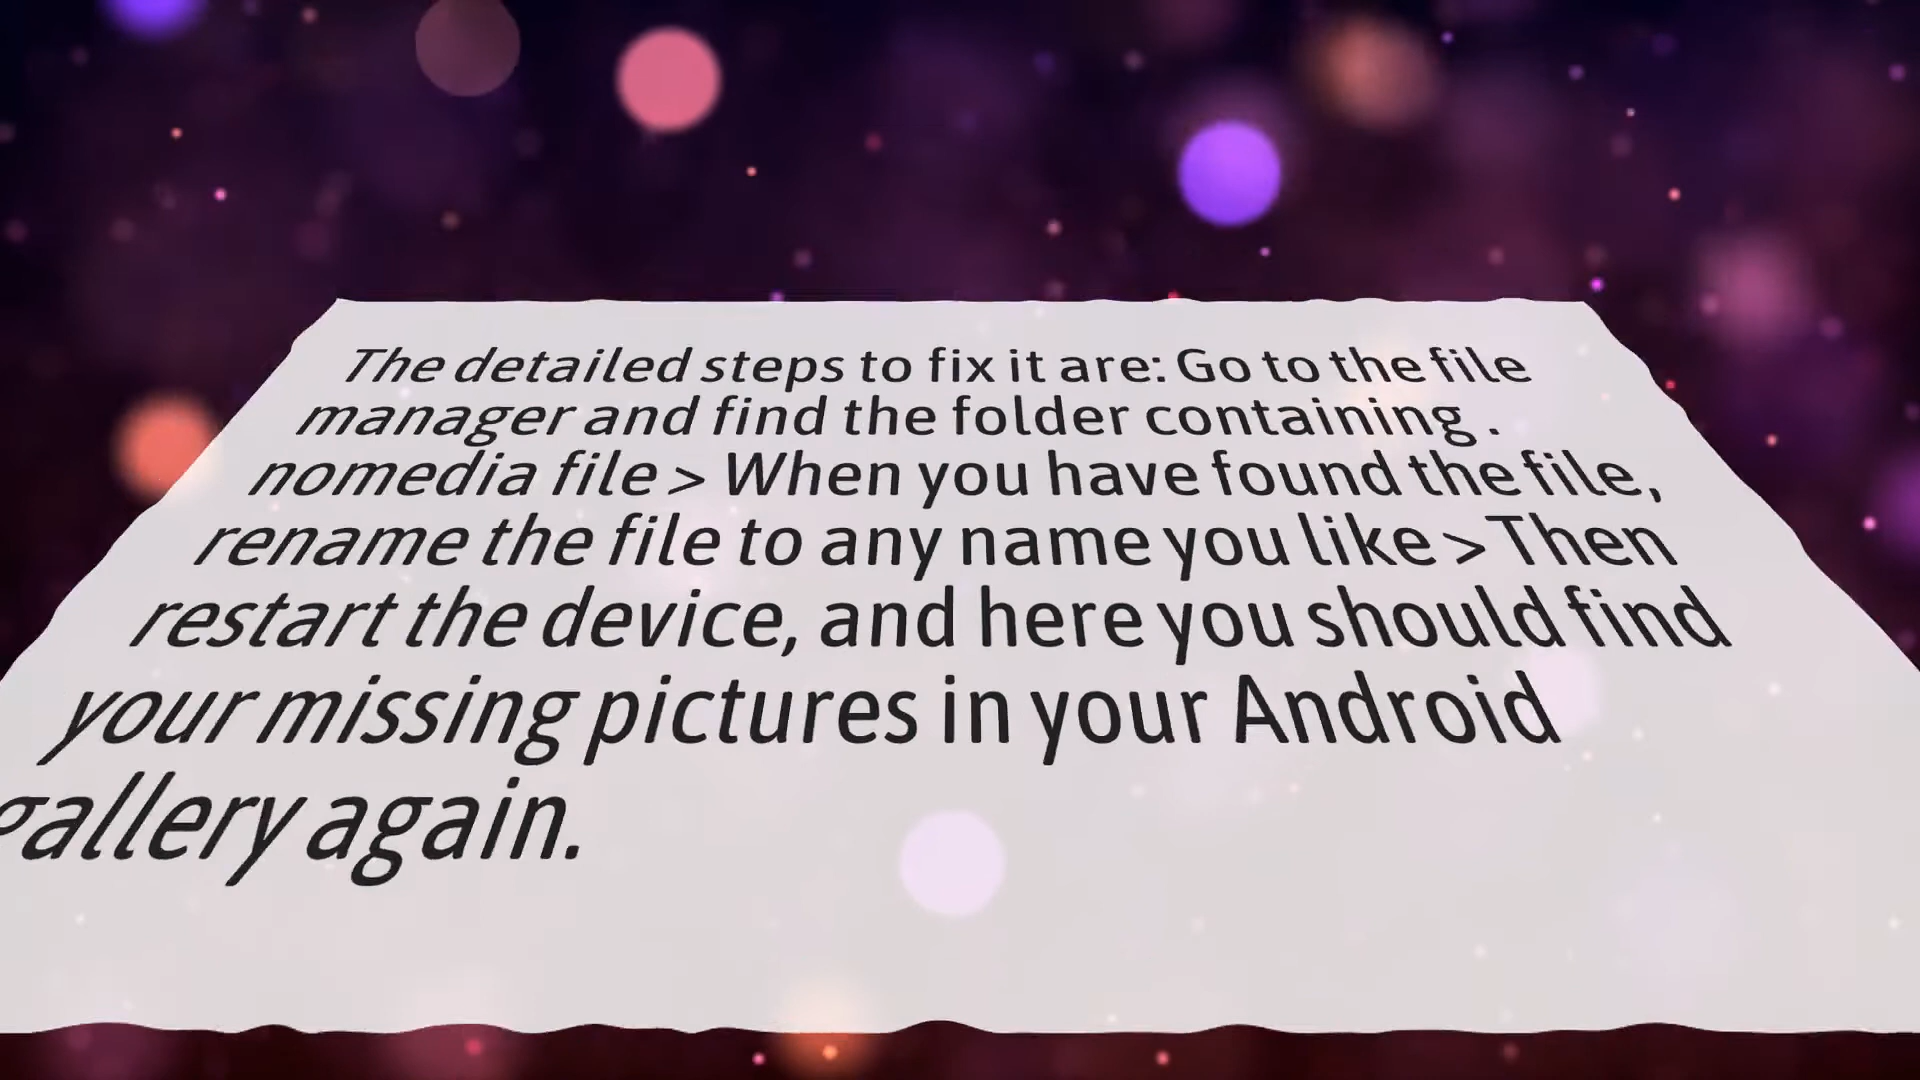 The detailed steps to fix it are: Go to the file
manager and find the folder containing .
nomedia file > When you have found the file,
rename the file to any name you like > Then
restart the device, and here you should find
your missing pictures in your Android
gallery again.